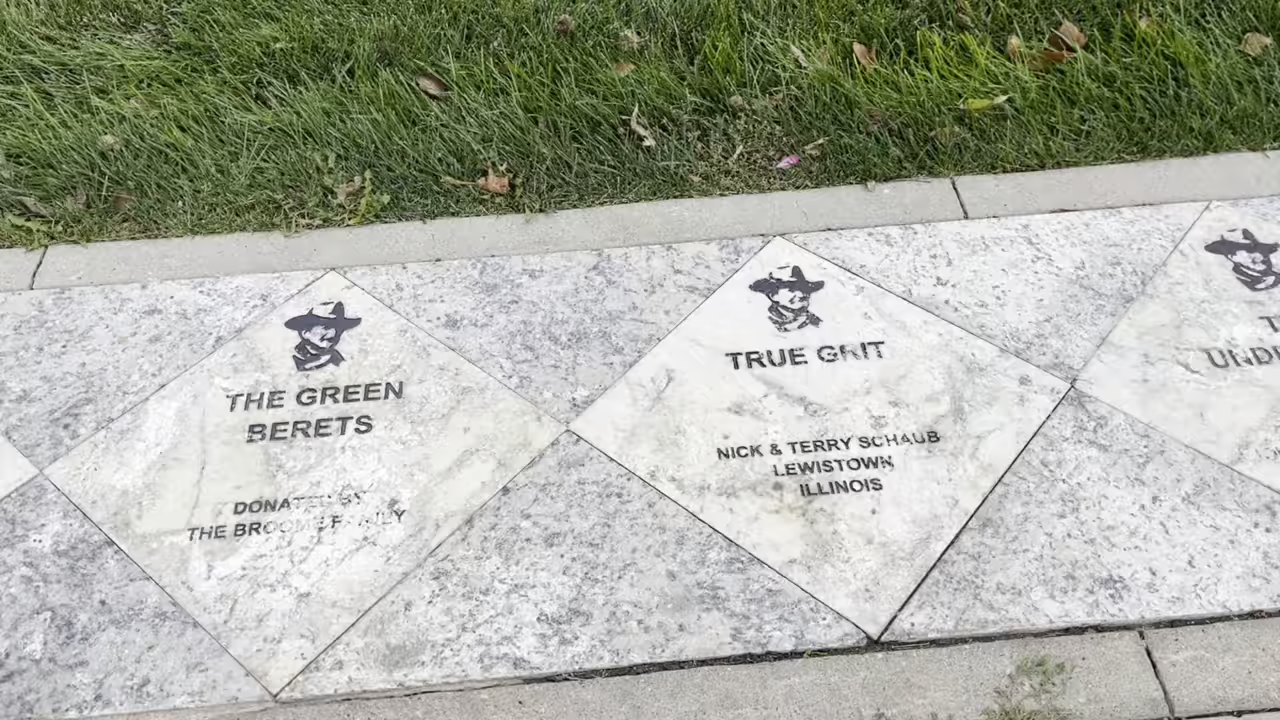 THE GREEN
BERETS
DONATED BY
THE BROOME FAMILY
TRUE GRIT
NICK & TERRY SCHAUB
LEWISTOWN,
ILLINOIS